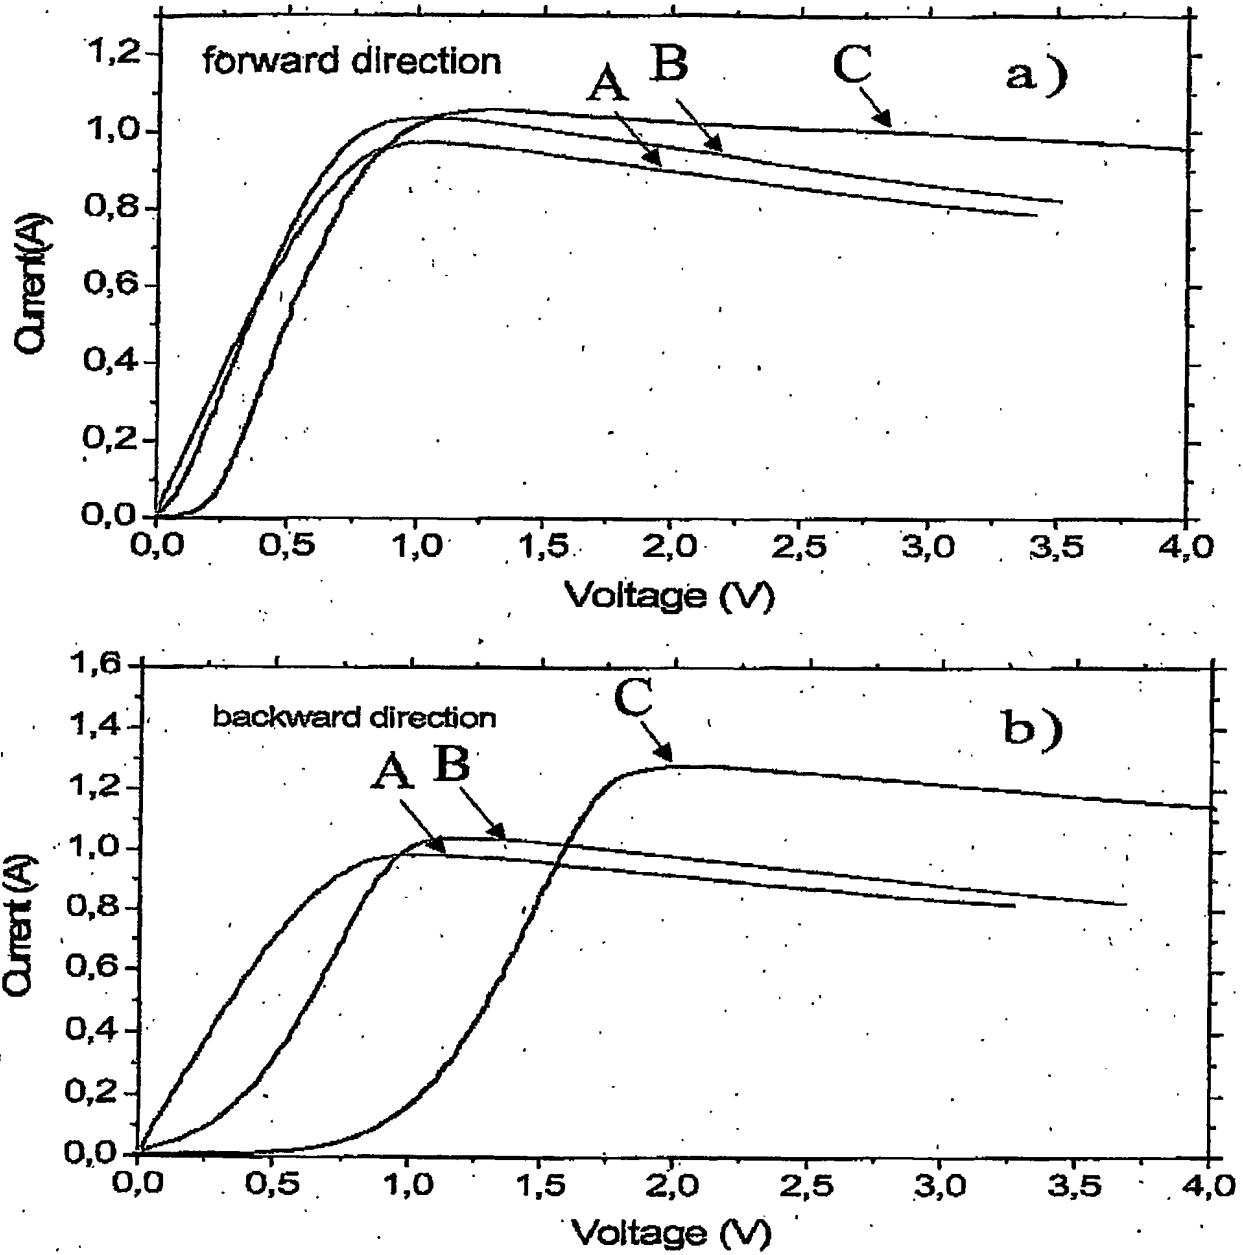 forward direction
A B C a)
1,2
1,0
0,8
0,6
0,4
0,2
0,0
Current(A)
0,0 0,5 1,0 1,5 2,0 2,5 3,0 3,5 4,0
Voltage (V)
backward direction
A B C b)
1,6
1,4
1,2
1,0
0,8
0,6
0,4
0,2
0,0
Current (A)
0,0 0,5 1,0 1,5 2,0 2,5 3,0 3,5 4,0
Voltage (V)